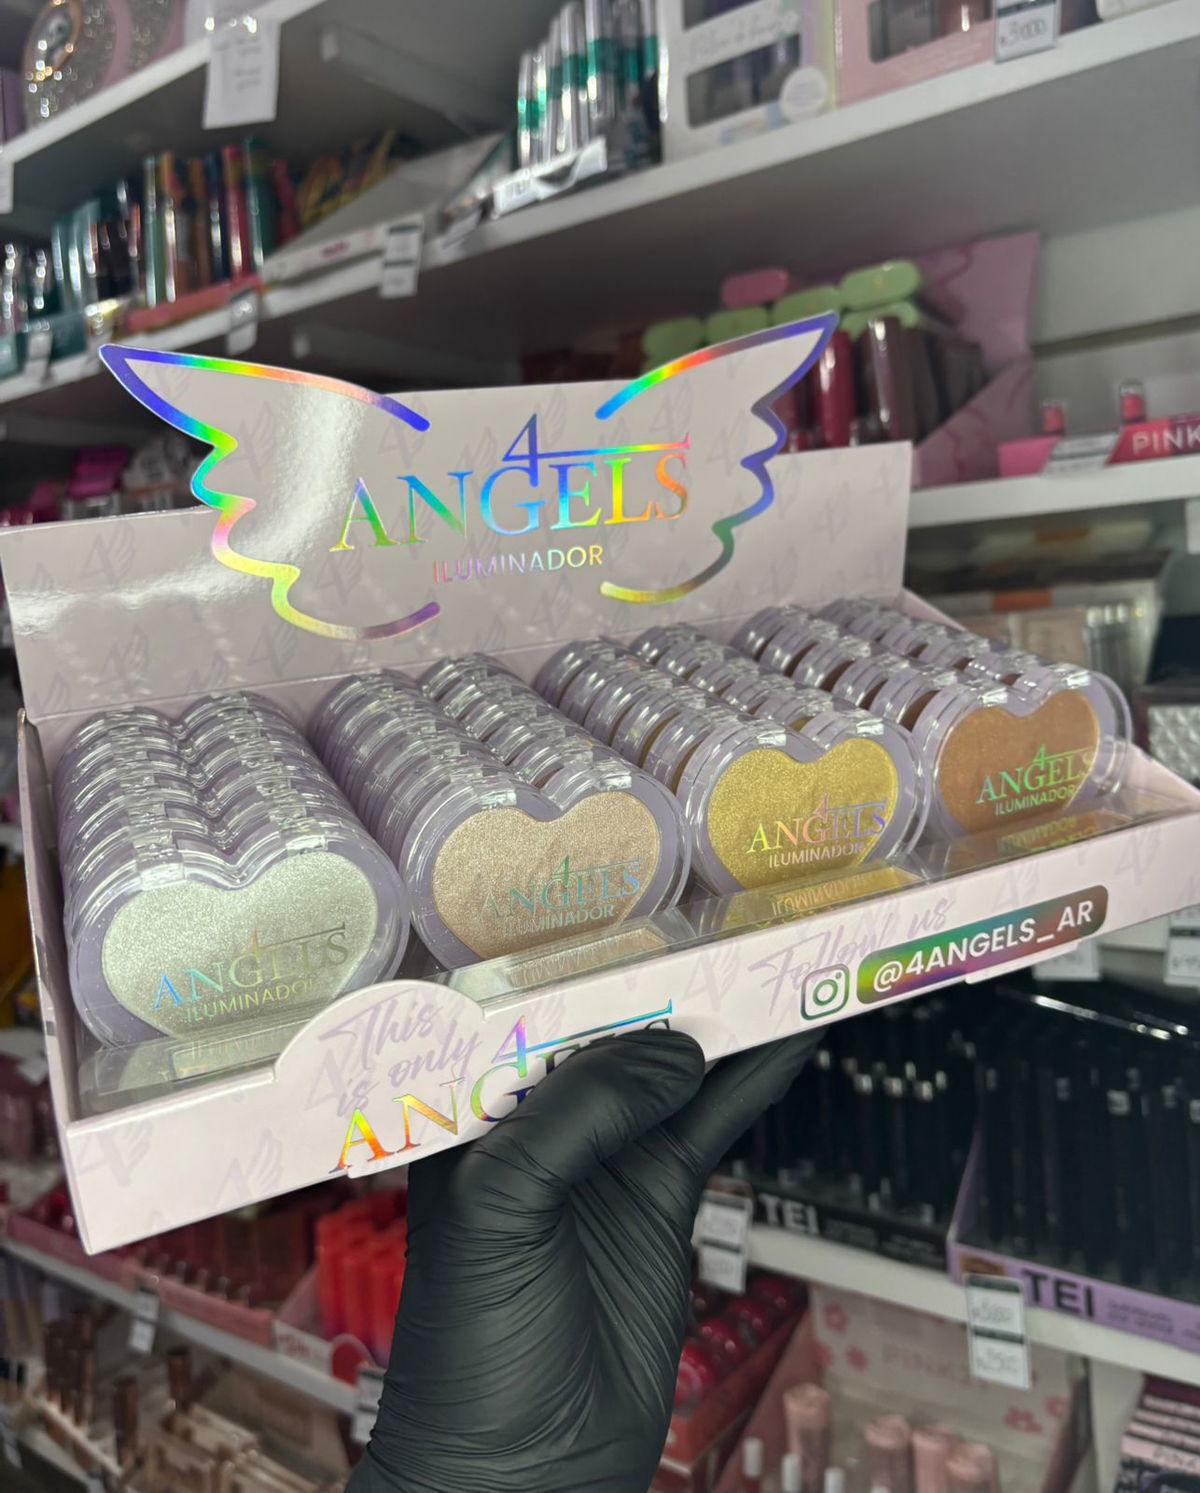 4
ANGELS
ILUMINADOR
PINK
4
ANGELS
ILUMINADOR
4
ANGELS
ILUMINADOR
4
ANGELS
ILUMINADOR
4
ANGELS
ILUMINADOR
This
is only
4
ANGELS
Follow us
@4ANGELS_AR
TEI
TEI